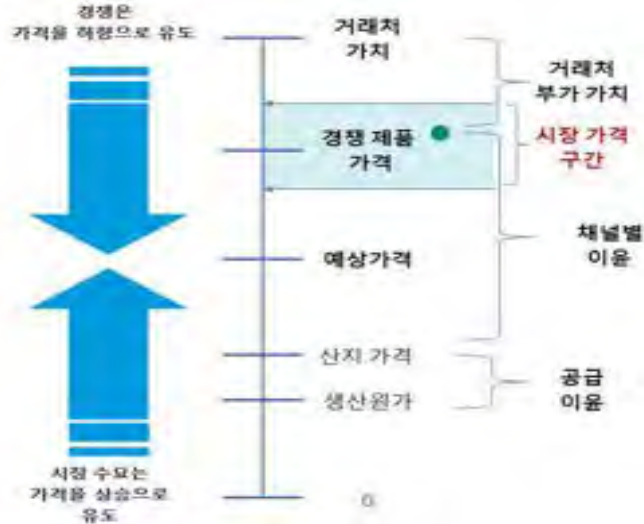 경쟁은
가격을 하향으로 유도
거래처
가치
거래처
부가 가치
경쟁 제품
가격
시장 가격
구간
채널별
이윤
예상가격
산지 가격
생산원가
공급
이윤
시장 수요는
가격을 상승으로
유도
0